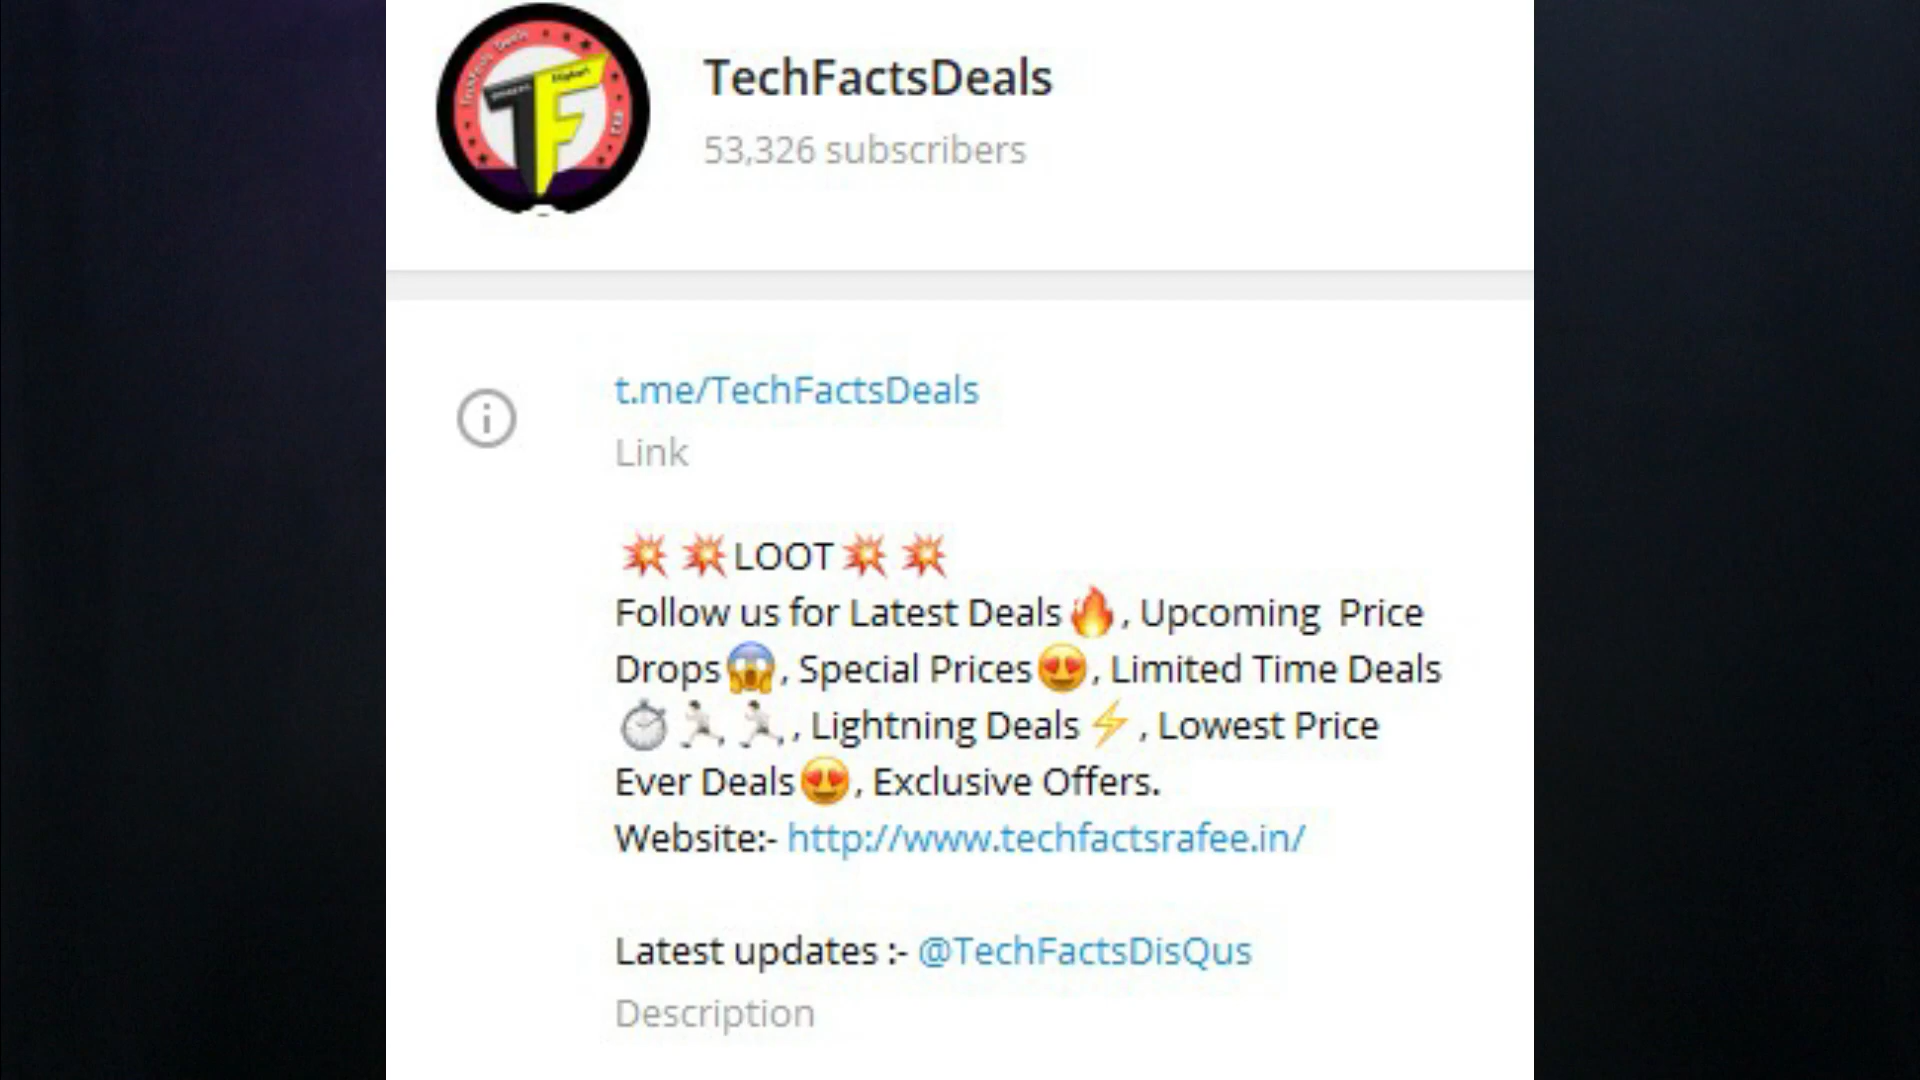 TechFactsDeals
53,326 subscribers
t.me/TechFactsDeals
Link
💥 💥LOOT💥 💥
Follow us for Latest Deals🔥, Upcoming Price
Drops😱, Special Prices😍, Limited Time Deals
⏱🏃🏻🏃🏻, Lightning Deals⚡, Lowest Price
Ever Deals😍, Exclusive Offers.
Website:- http://www.techfactsrafee.in/
Latest updates :- @TechFactsDisQus
Description